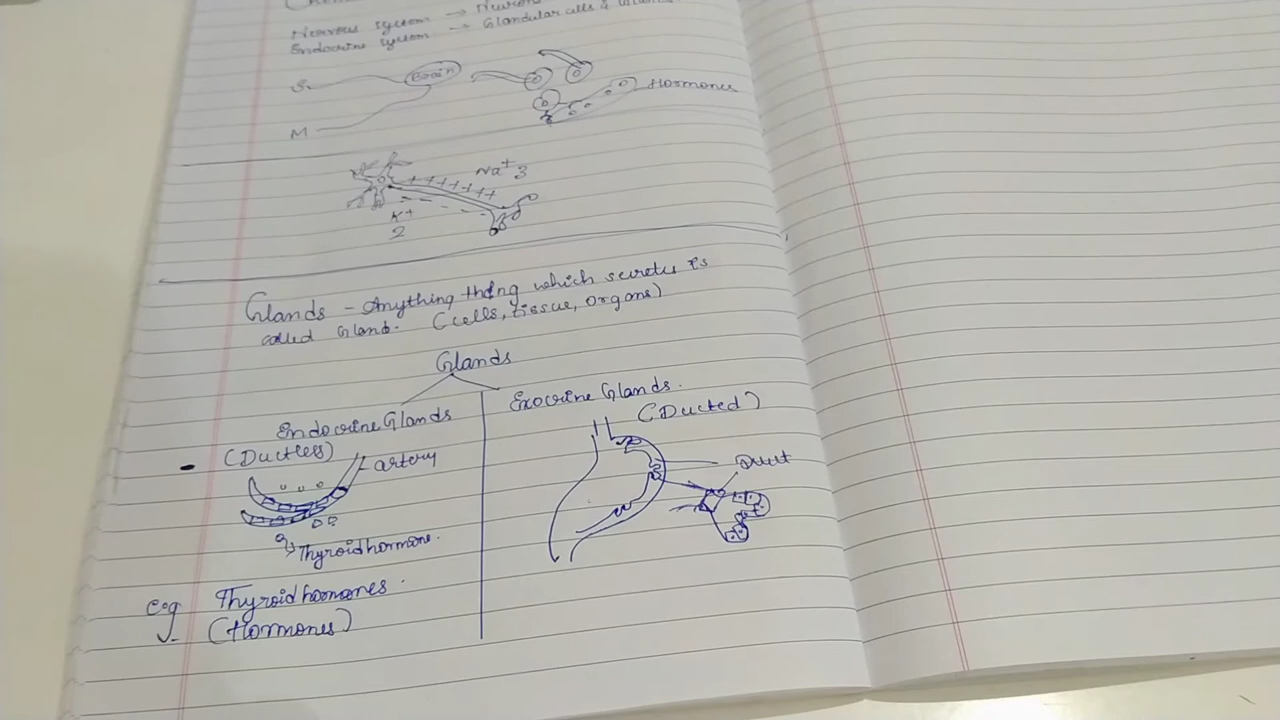 Nervous system → Neuron
Endocrine system → Glandular cells &
S
Brain
Hormones
M
Na+ 3
+ + + + + + +
K+
2
Glands - Anything thing which secretes is
called Gland. (cells, tissue, organs)
Glands
Endocrine Glands
(Ductless)
artery
Thyroid hormone.
e.g Thyroid hormones.
(Hormones)
Exocrine Glands.
(Ducted)
Duct